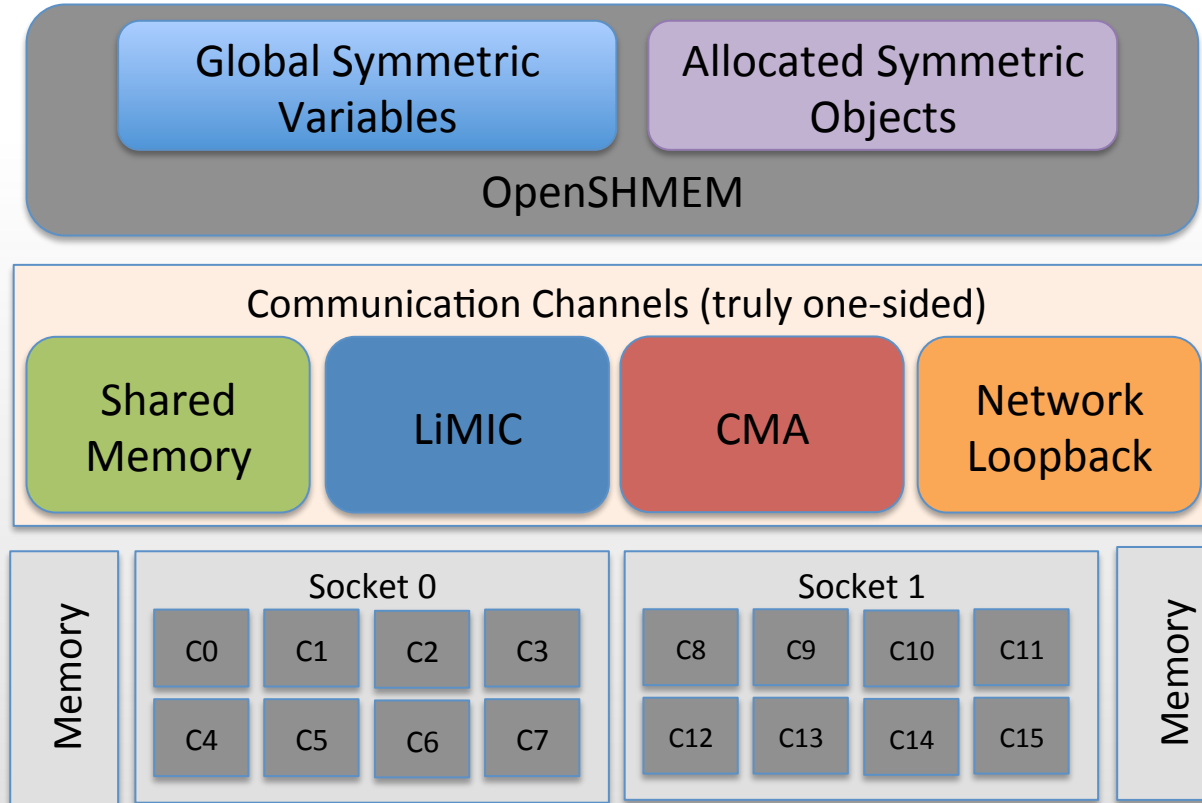 Global Symmetric
Variables
Allocated Symmetric
Objects
OpenSHMEM
Communication Channels (truly one-sided)
Shared
Memory
LiMIC
CMA
Network
Loopback
Memory
Socket 0
C0 C1 C2 C3
C4 C5 C6 C7
Socket 1
C8 C9 C10 C11
C12 C13 C14 C15
Memory